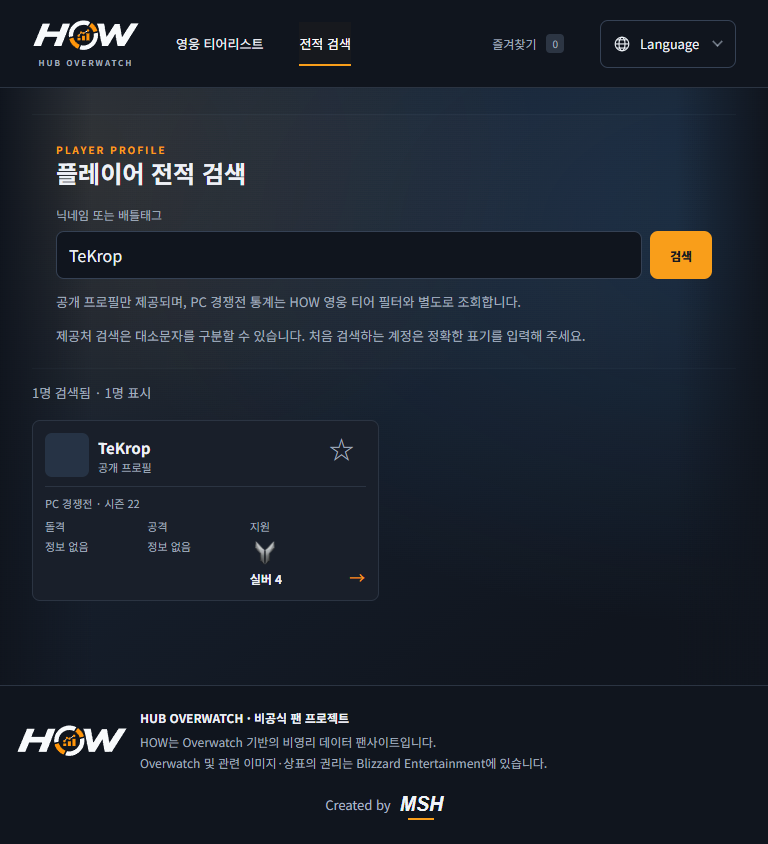 HOW
HUB OVERWATCH
영웅 티어리스트
전적 검색
즐겨찾기 0
Language
PLAYER PROFILE
플레이어 전적 검색
닉네임 또는 배틀태그
TeKrop
검색
공개 프로필만 제공되며, PC 경쟁전 통계는 HOW 영웅 티어 필터와 별도로 조회합니다.
제공처 검색은 대소문자를 구분할 수 있습니다. 처음 검색하는 계정은 정확한 표기를 입력해 주세요.
1명 검색됨 · 1명 표시
TeKrop
공개 프로필
PC 경쟁전 · 시즌 22
돌격 공격 지원
정보 없음 정보 없음
실버 4 →
HOW
HUB OVERWATCH · 비공식 팬 프로젝트
HOW는 Overwatch 기반의 비영리 데이터 팬사이트입니다.
Overwatch 및 관련 이미지·상표의 권리는 Blizzard Entertainment에 있습니다.
Created by MSH